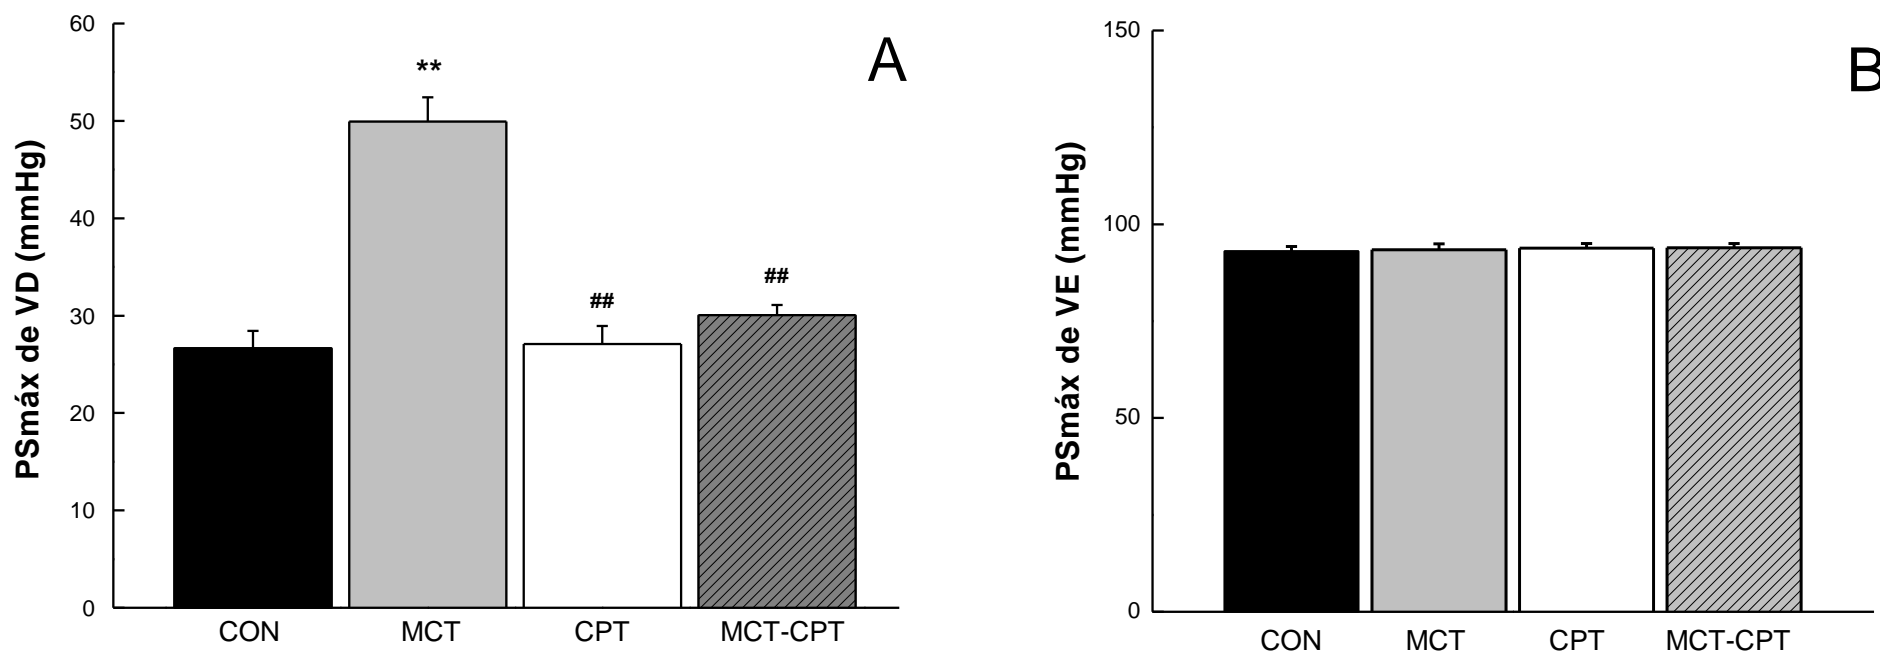 A
PSmáx de VD (mmHg)
60
50
40
30
20
10
0
**
##
##
CON MCT CPT MCT-CPT
B
PSmáx de VE (mmHg)
150
100
50
0
CON MCT CPT MCT-CPT